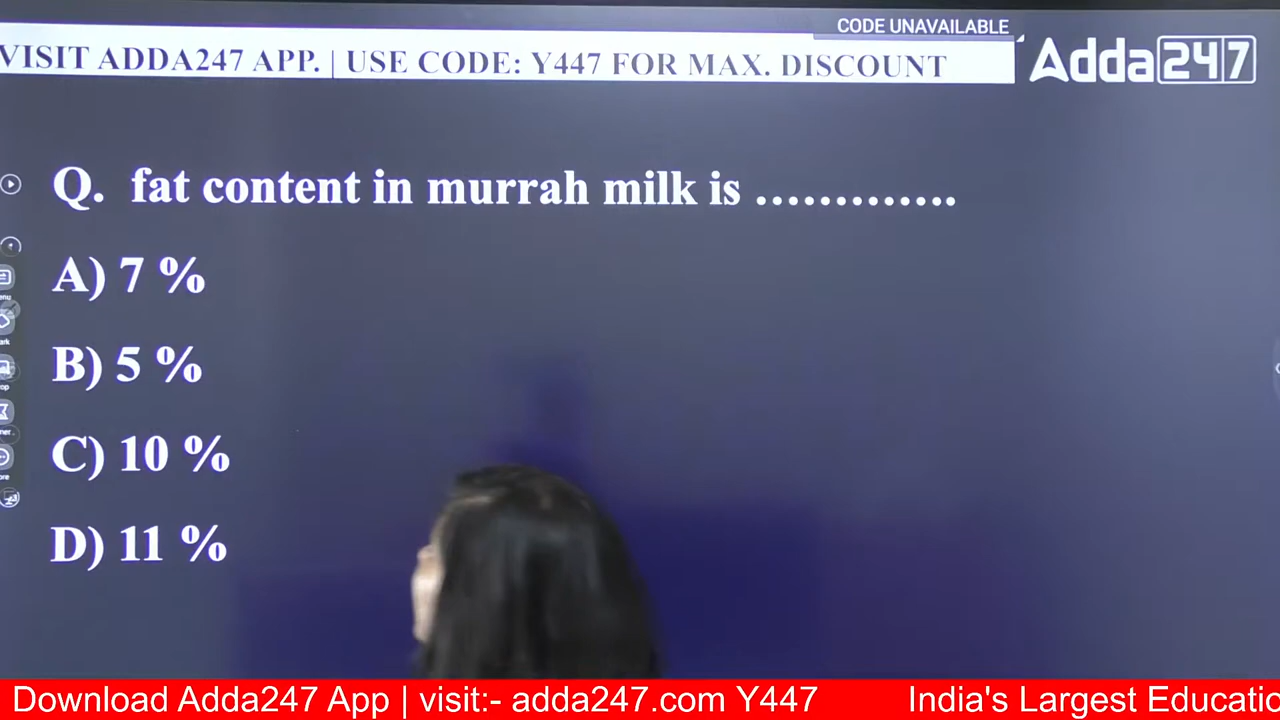 CODE UNAVAILABLE
VISIT ADDA247 APP. | USE CODE: Y447 FOR MAX. DISCOUNT
Adda247
Q. fat content in murrah milk is .............
A) 7 %
B) 5 %
C) 10 %
D) 11 %
Download Adda247 App | visit:- adda247.com Y447 India's Largest Educatio